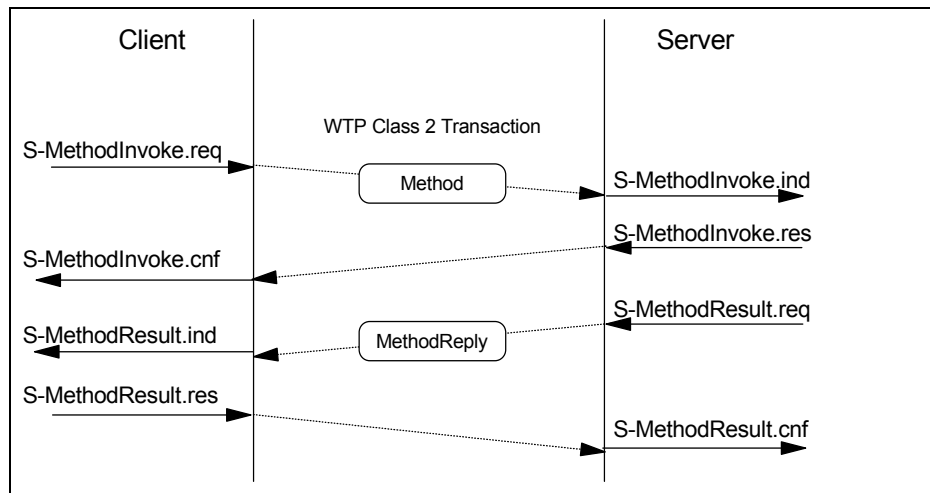 Client
Server
WTP Class 2 Transaction
S-MethodInvoke.req
Method
S-MethodInvoke.ind
S-MethodInvoke.res
S-MethodInvoke.cnf
S-MethodResult.req
S-MethodResult.ind
MethodReply
S-MethodResult.res
S-MethodResult.cnf